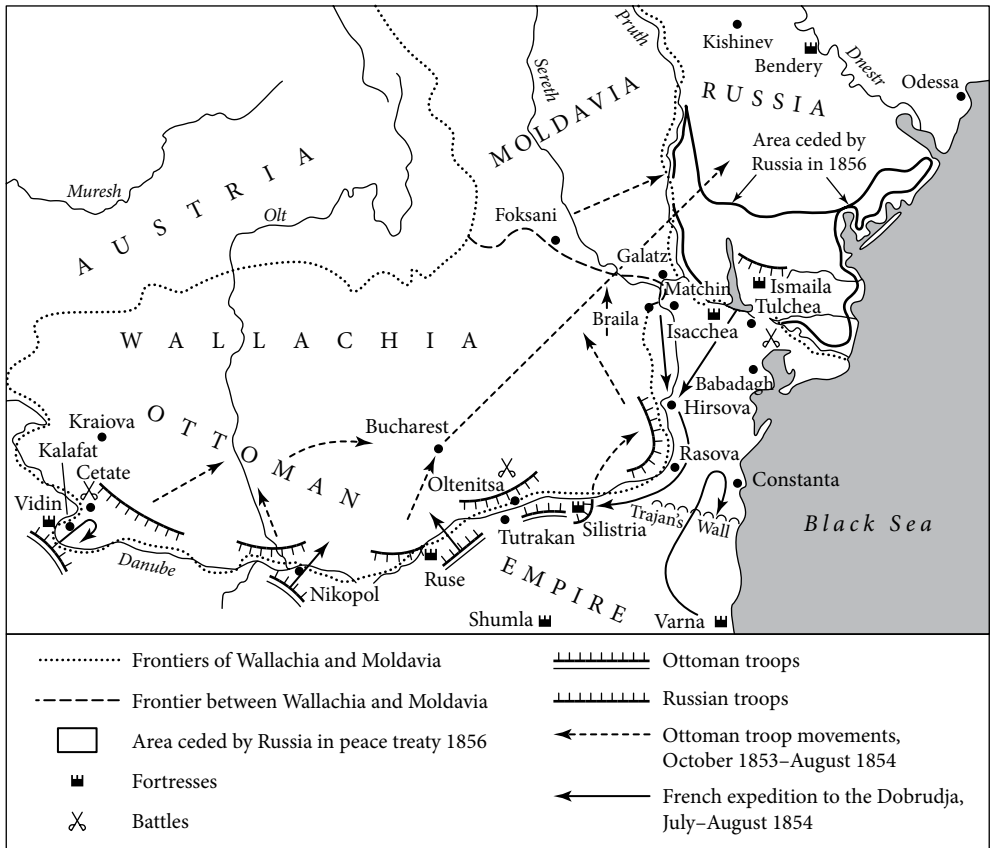 Pruth
Kishinev
Bendery
Dnestr
Odessa
Sereth
MOLDAVIA
RUSSIA
Area ceded by
Russia in 1856
Muresh
AUSTRIA
Olt
Foksani
Galatz
Matchin
Ismaila
Tulchea
Braila
Isacchea
WALLACHIA
Babadagh
Hirsova
OTTOMAN
Kraiova
Bucharest
Kalafat
Cetate
Rasova
Oltenitsa
Constanta
Vidin
Trajan's
Wall
Black Sea
Tutrakan
Silistria
Danube
Ruse
EMPIRE
Nikopol
Shumla
Varna
Frontiers of Wallachia and Moldavia
Frontier between Wallachia and Moldavia
Area ceded by Russia in peace treaty 1856
Fortresses
Battles
Ottoman troops
Russian troops
Ottoman troop movements,
October 1853–August 1854
French expedition to the Dobrudja,
July–August 1854